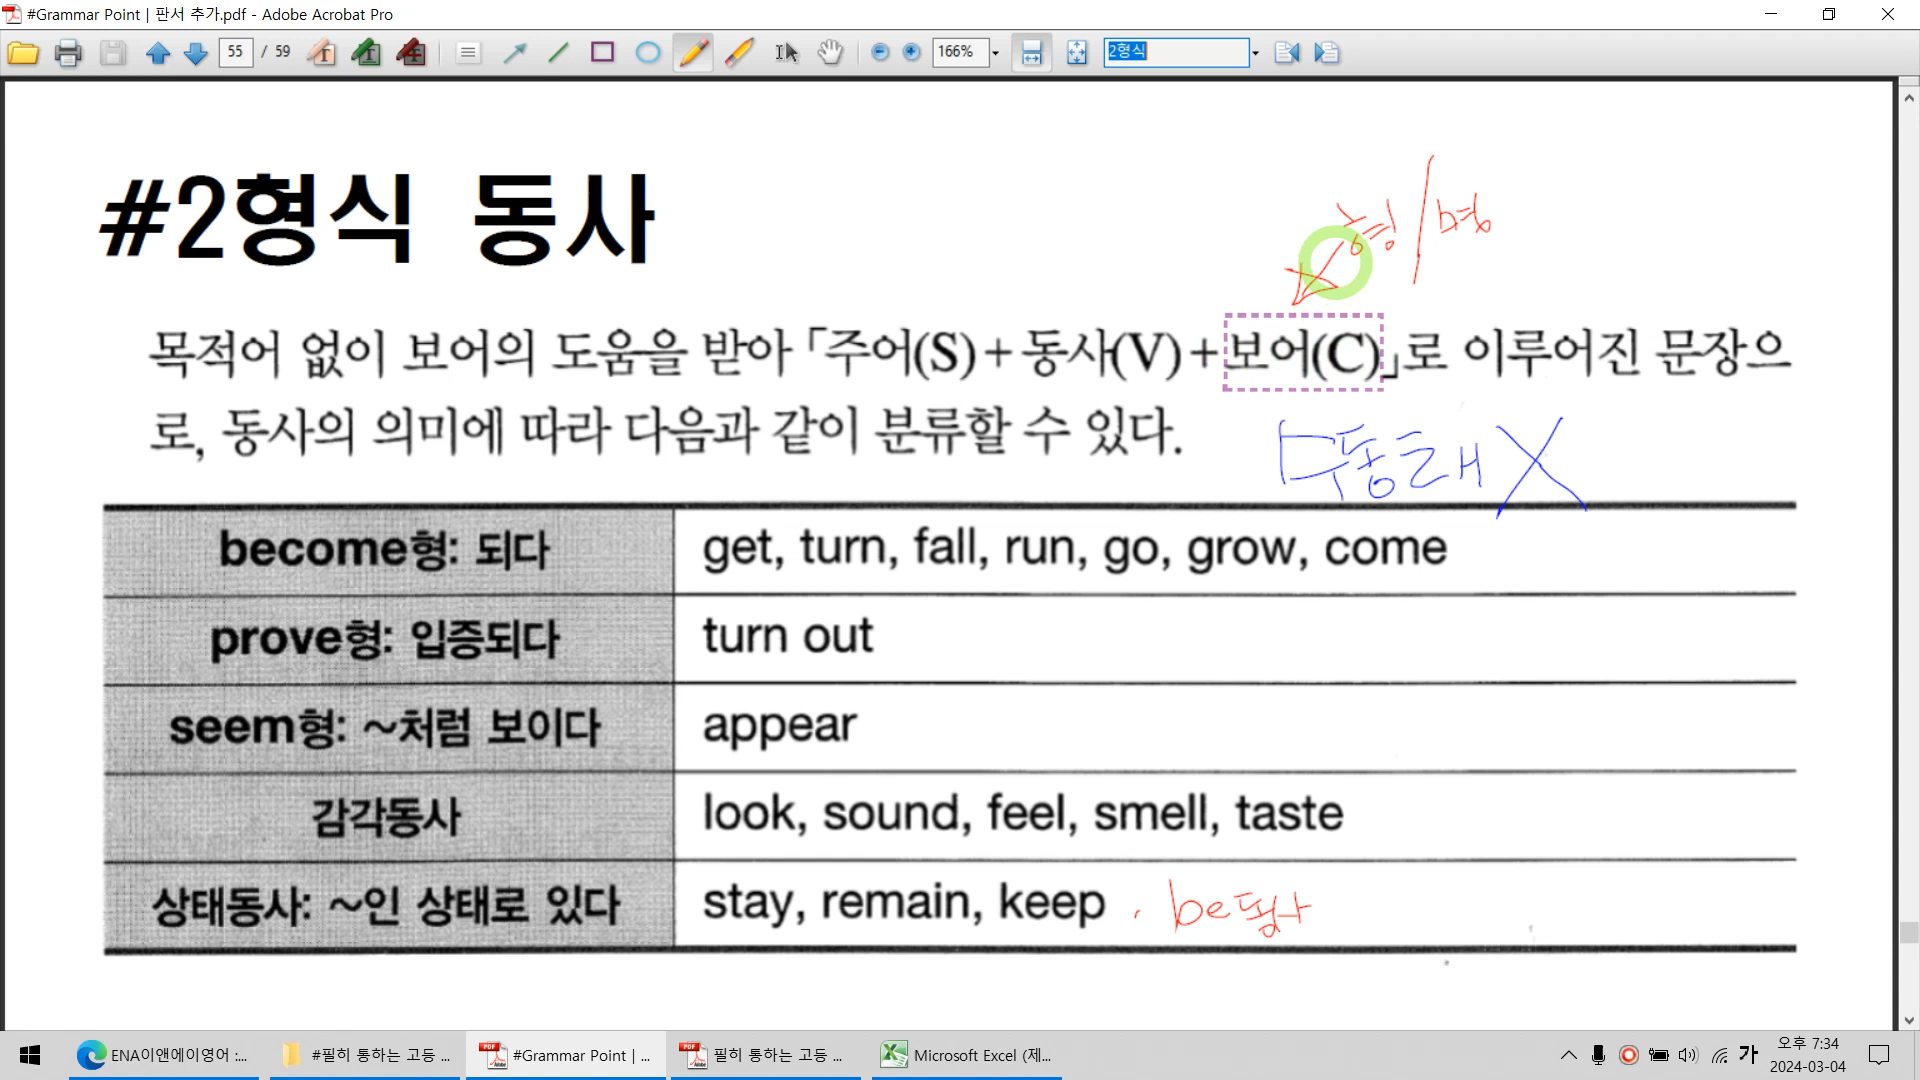 #Grammar Point | 판서 추가.pdf - Adobe Acrobat Pro
55 / 59 166% 2형식
#2형식 동사
형/명
목적어 없이 보어의 도움을 받아 「주어(S)+동사(V)+보어(C)」로 이루어진 문장으
로, 동사의 의미에 따라 다음과 같이 분류할 수 있다.
수동태X
become형: 되다 get, turn, fall, run, go, grow, come
prove형: 입증되다 turn out
seem형: ~처럼 보이다 appear
감각동사 look, sound, feel, smell, taste
상태동사: ~인 상태로 있다 stay, remain, keep , be동사
ENA이앤에이영어 :... #필히 통하는 고등 ... #Grammar Point | ... 필히 통하는 고등 ... Microsoft Excel (제... 가 오후 7:34
2024-03-04